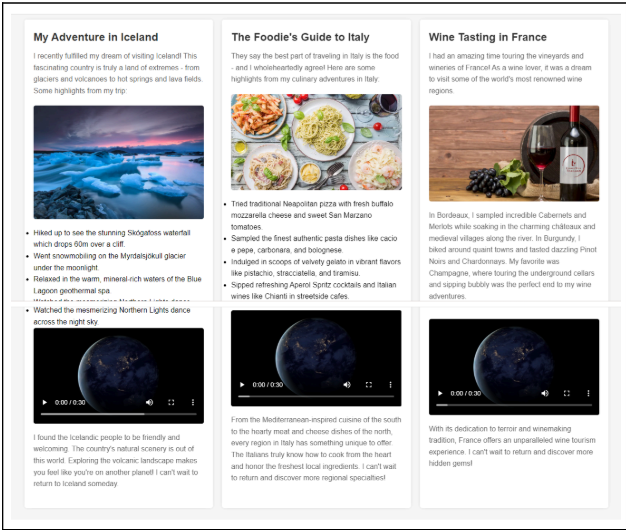 My Adventure in Iceland
I recently fulfilled my dream of visiting Iceland! This
fascinating country is truly a land of extremes - from
glaciers and volcanoes to hot springs and lava fields.
Some highlights from my trip:
Hiked up to see the stunning Skógafoss waterfall
which drops 60m over a cliff.
Went snowmobiling on the Myrdalsjökull glacier
under the moonlight.
Relaxed in the warm, mineral-rich waters of the Blue
Lagoon geothermal spa.
Watched the mesmerizing Northern Lights dance
Watched the mesmerizing Northern Lights dance
across the night sky.
0:00 / 0:30
I found the Icelandic people to be friendly and
welcoming. The country's natural scenery is out of
this world. Exploring the volcanic landscape makes
you feel like you're on another planet! I can't wait to
return to Iceland someday.
The Foodie's Guide to Italy
They say the best part of traveling in Italy is the food
- and I wholeheartedly agree! Here are some
highlights from my culinary adventures in Italy:
Tried traditional Neapolitan pizza with fresh buffalo
mozzarella cheese and sweet San Marzano
tomatoes.
Sampled the finest authentic pasta dishes like cacio
e pepe, carbonara, and bolognese.
Indulged in scoops of velvety gelato in vibrant flavors
like pistachio, stracciatella, and tiramisu.
Sipped refreshing Aperol Spritz cocktails and Italian
wines like Chianti in streetside cafes.
0:00 / 0:30
From the Mediterranean-inspired cuisine of the south
to the hearty meat and cheese dishes of the north,
every region in Italy has something unique to offer.
The Italians truly know how to cook from the heart
and honor the freshest local ingredients. I can't wait
to return and discover more regional specialties!
Wine Tasting in France
I had an amazing time touring the vineyards and
wineries of France! As a wine lover, it was a dream
to visit some of the world's most renowned wine
regions.
In Bordeaux, I sampled incredible Cabernets and
Merlots while soaking in the charming châteaux and
medieval villages along the river. In Burgundy, I
biked around quaint towns and tasted dazzling Pinot
Noirs and Chardonnays. My favorite was
Champagne, where touring the underground cellars
and sipping bubbly was the perfect end to my wine
adventures.
0:00 / 0:30
With its dedication to terroir and winemaking
tradition, France offers an unparalleled wine tourism
experience. I can't wait to return and discover more
hidden gems!